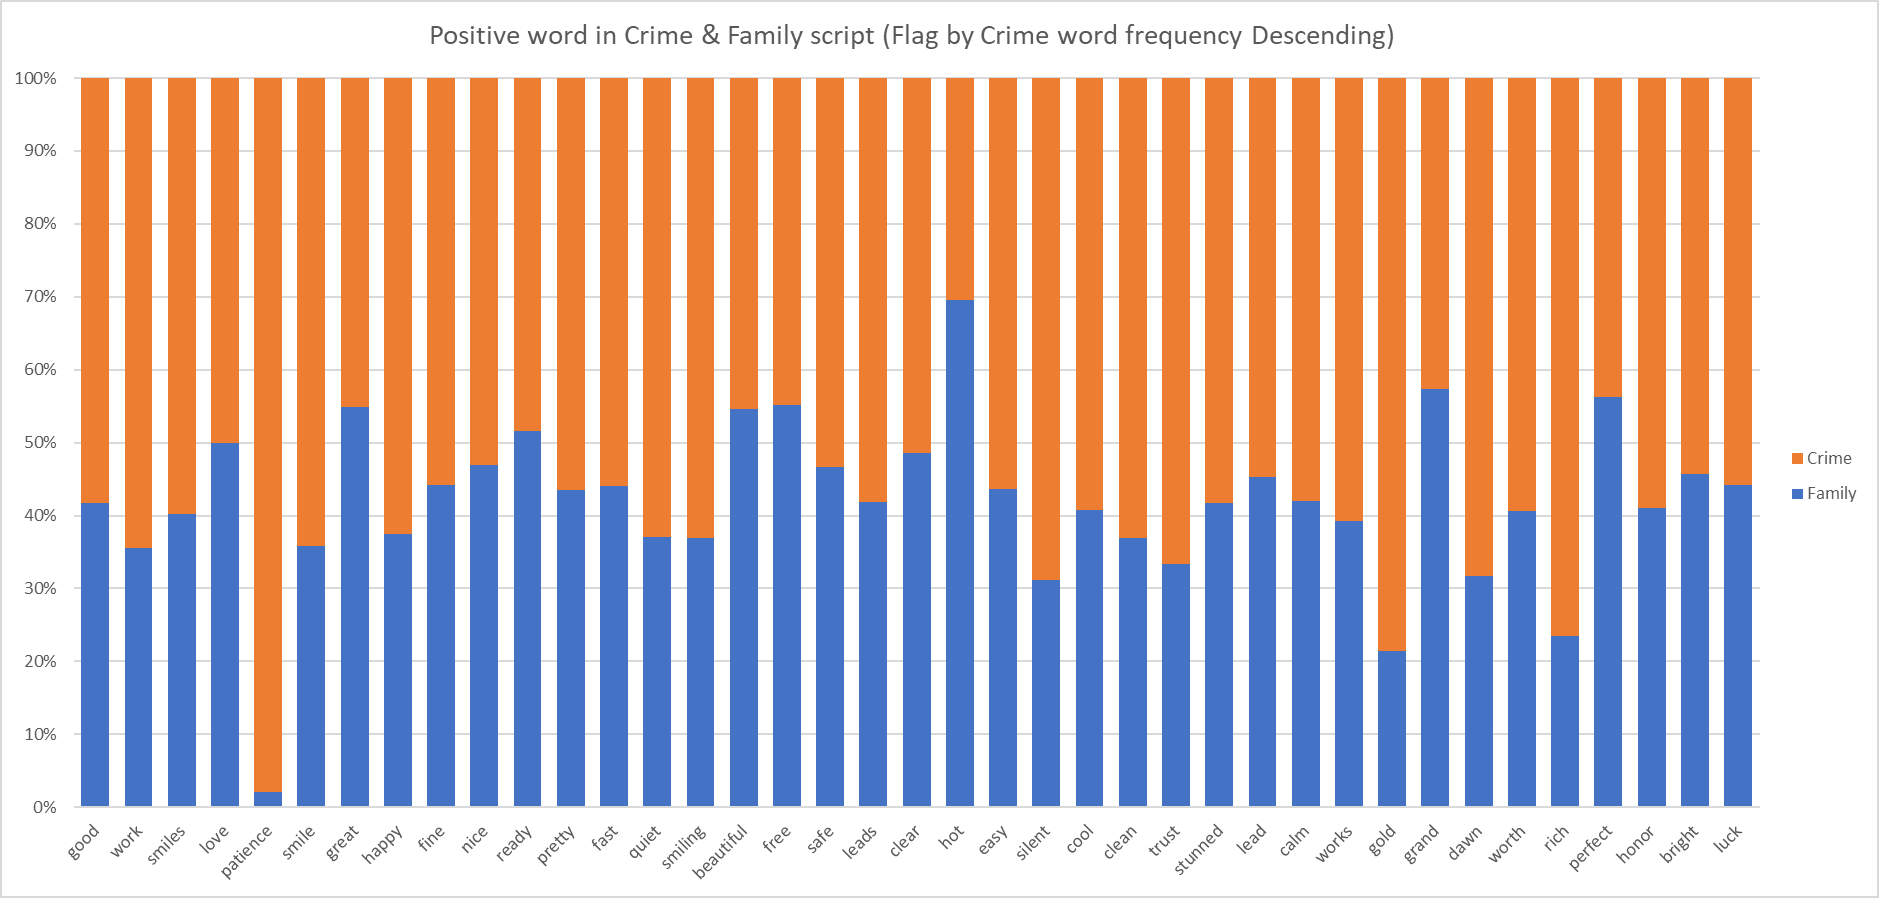 Positive word in Crime & Family script (Flag by Crime word frequency Descending)
100%
90%
80%
70%
60%
50%
40%
30%
20%
10%
0%
good
work
smiles
love
patience
smile
great
happy
fine
nice
ready
pretty
fast
quiet
smiling
beautiful
free
safe
leads
clear
hot
easy
silent
cool
clean
trust
stunned
lead
calm
works
gold
grand
dawn
worth
rich
perfect
honor
bright
luck
Crime
Family